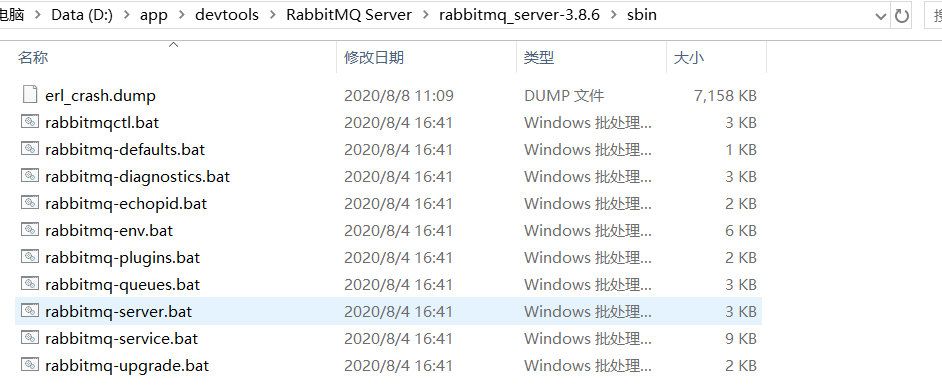 电脑 > Data (D:) > app > devtools > RabbitMQ Server > rabbitmq_server-3.8.6 > sbin
名称 修改日期 类型 大小
erl_crash.dump 2020/8/8 11:09 DUMP 文件 7,158 KB
rabbitmqctl.bat 2020/8/4 16:41 Windows 批处理... 3 KB
rabbitmq-defaults.bat 2020/8/4 16:41 Windows 批处理... 1 KB
rabbitmq-diagnostics.bat 2020/8/4 16:41 Windows 批处理... 3 KB
rabbitmq-echopid.bat 2020/8/4 16:41 Windows 批处理... 2 KB
rabbitmq-env.bat 2020/8/4 16:41 Windows 批处理... 6 KB
rabbitmq-plugins.bat 2020/8/4 16:41 Windows 批处理... 2 KB
rabbitmq-queues.bat 2020/8/4 16:41 Windows 批处理... 3 KB
rabbitmq-server.bat 2020/8/4 16:41 Windows 批处理... 3 KB
rabbitmq-service.bat 2020/8/4 16:41 Windows 批处理... 9 KB
rabbitmq-upgrade.bat 2020/8/4 16:41 Windows 批处理... 2 KB